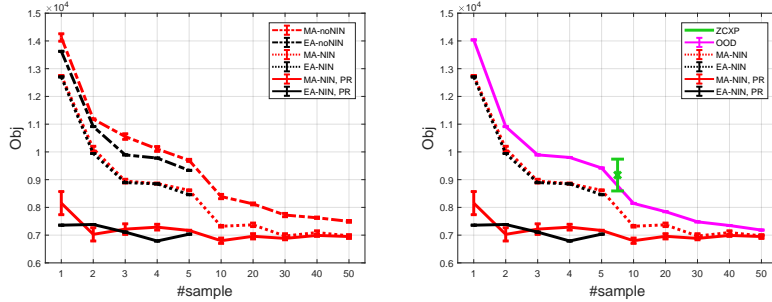 ×10⁴
1.5
1.4
1.3
1.2
1.1
1.0
0.9
0.8
0.7
0.6
Obj
1 2 3 4 5 10 20 30 40 50
#sample
MA-noNIN
EA-noNIN
MA-NIN
EA-NIN
MA-NIN, PR
EA-NIN, PR
×10⁴
1.5
1.4
1.3
1.2
1.1
1.0
0.9
0.8
0.7
0.6
Obj
1 2 3 4 5 10 20 30 40 50
#sample
ZCXP
OOD
MA-NIN
EA-NIN
MA-NIN, PR
EA-NIN, PR